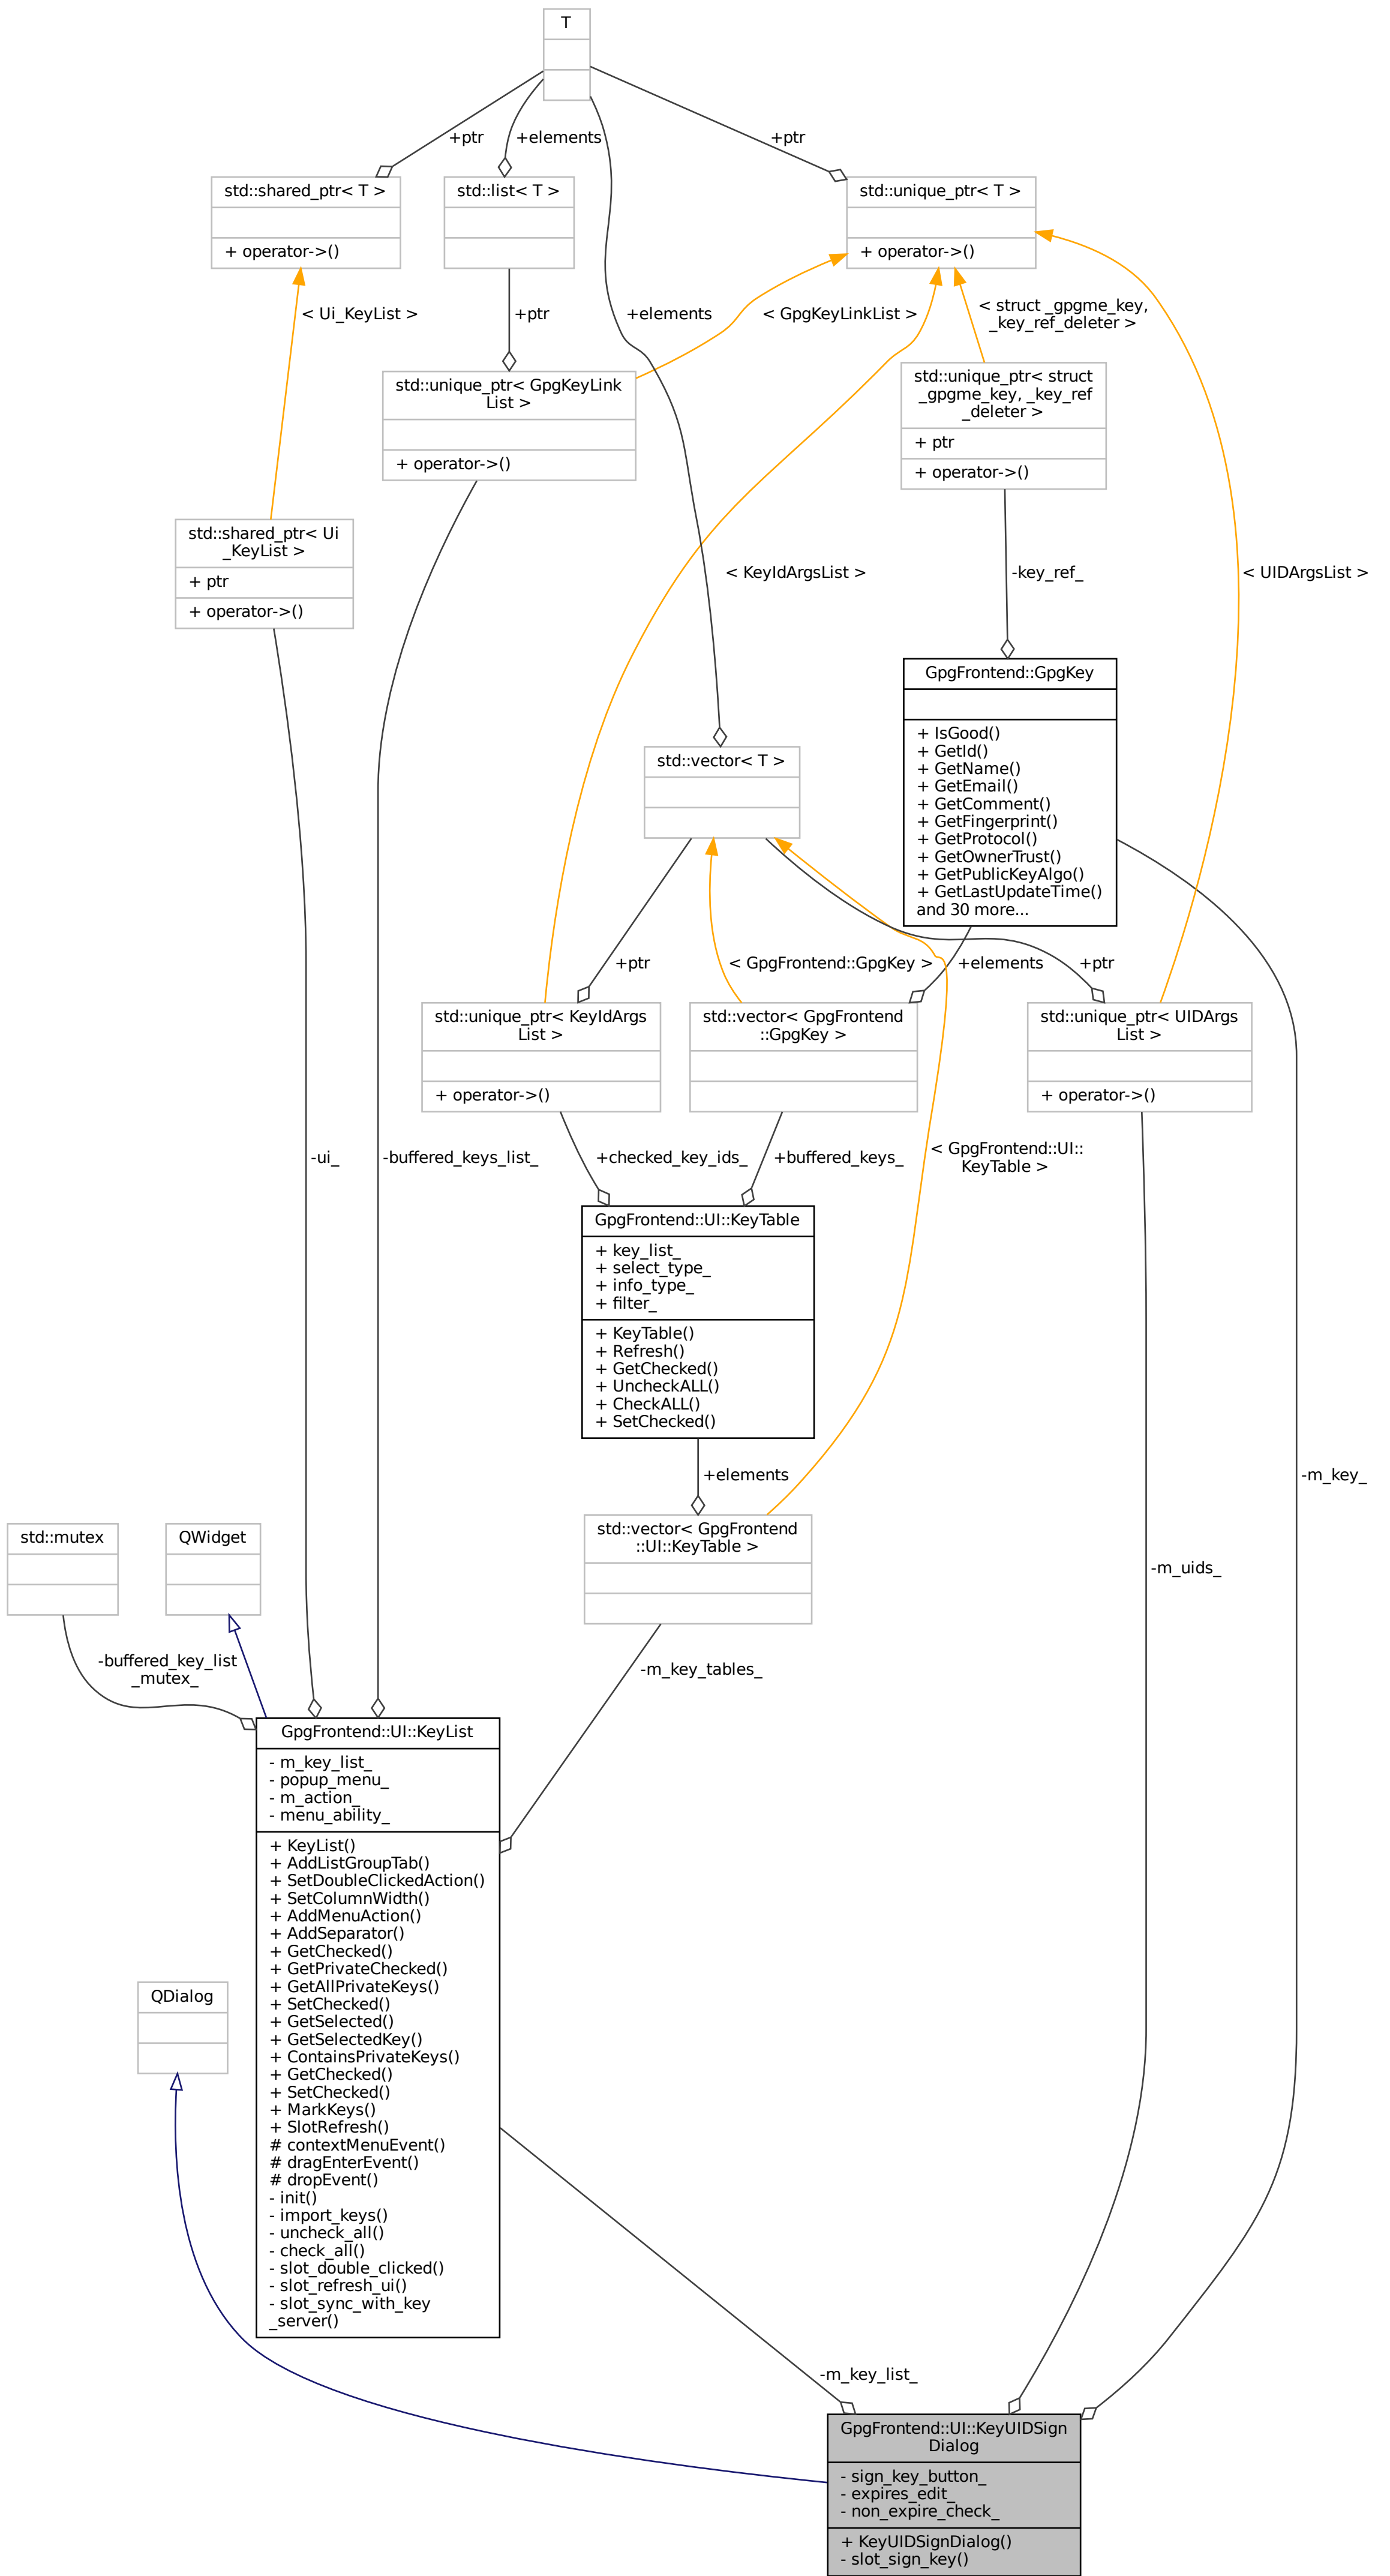 T
+ptr
+elements
+ptr
std::shared_ptr< T >
+ operator->()
std::list< T >
std::unique_ptr< T >
+ operator->()
< Ui_KeyList >
+ptr
+elements
< GpgKeyLinkList >
< struct _gpgme_key,
_key_ref_deleter >
std::unique_ptr< GpgKeyLink
List >
+ operator->()
std::unique_ptr< struct
_gpgme_key, _key_ref
_deleter >
+ ptr
+ operator->()
std::shared_ptr< Ui
_KeyList >
+ ptr
+ operator->()
< KeyIdArgsList >
-key_ref_
< UIDArgsList >
GpgFrontend::GpgKey
+ IsGood()
+ GetId()
+ GetName()
+ GetEmail()
+ GetComment()
+ GetFingerprint()
+ GetProtocol()
+ GetOwnerTrust()
+ GetPublicKeyAlgo()
+ GetLastUpdateTime()
and 30 more...
std::vector< T >
+ptr
< GpgFrontend::GpgKey >
+elements
+ptr
std::unique_ptr< KeyIdArgs
List >
+ operator->()
std::vector< GpgFrontend
::GpgKey >
std::unique_ptr< UIDArgs
List >
+ operator->()
-ui_
-buffered_keys_list_
+checked_key_ids_
+buffered_keys_
< GpgFrontend::UI::
KeyTable >
GpgFrontend::UI::KeyTable
+ key_list_
+ select_type_
+ info_type_
+ filter_
+ KeyTable()
+ Refresh()
+ GetChecked()
+ UncheckALL()
+ CheckALL()
+ SetChecked()
+elements
-m_key_
std::mutex
QWidget
std::vector< GpgFrontend
::UI::KeyTable >
-m_uids_
-buffered_key_list
_mutex_
-m_key_tables_
GpgFrontend::UI::KeyList
- m_key_list_
- popup_menu_
- m_action_
- menu_ability_
+ KeyList()
+ AddListGroupTab()
+ SetDoubleClickedAction()
+ SetColumnWidth()
+ AddMenuAction()
+ AddSeparator()
+ GetChecked()
+ GetPrivateChecked()
+ GetAllPrivateKeys()
+ SetChecked()
+ GetSelected()
+ GetSelectedKey()
+ ContainsPrivateKeys()
+ GetChecked()
+ SetChecked()
+ MarkKeys()
+ SlotRefresh()
# contextMenuEvent()
# dragEnterEvent()
# dropEvent()
- init()
- import_keys()
- uncheck_all()
- check_all()
- slot_double_clicked()
- slot_refresh_ui()
- slot_sync_with_key
_server()
QDialog
-m_key_list_
GpgFrontend::UI::KeyUIDSign
Dialog
- sign_key_button_
- expires_edit_
- non_expire_check_
+ KeyUIDSignDialog()
- slot_sign_key()